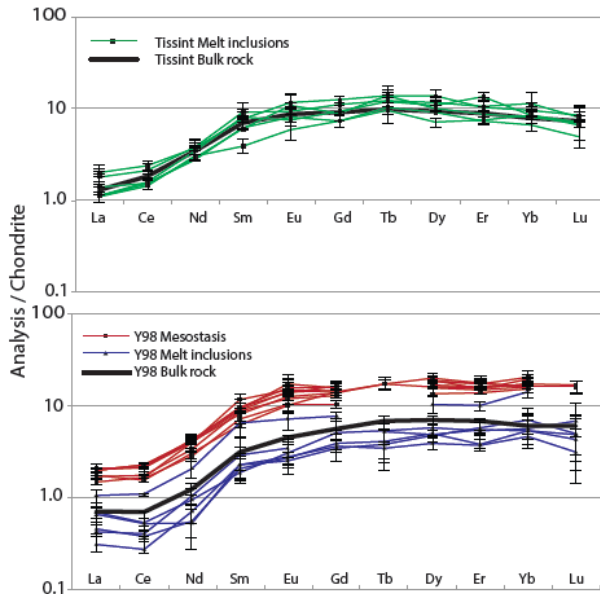 Analysis / Chondrite
100
Tissint Melt inclusions
Tissint Bulk rock
10
1.0
La Ce Nd Sm Eu Gd Tb Dy Er Yb Lu
0.1
100
Y98 Mesostasis
Y98 Melt inclusions
Y98 Bulk rock
10
1.0
0.1
La Ce Nd Sm Eu Gd Tb Dy Er Yb Lu